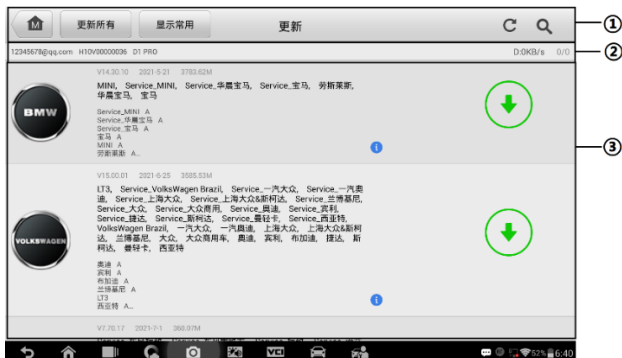 更新所有 显示常用 更新
①
12345678@qq.com H10V00000036 D1 PRO D:0KB/s 0/0
②
V14.30.10 2021-5-21 3783.62M
MINI, Service_MINI, Service_华晨宝马, Service_宝马, 劳斯莱斯,
华晨宝马, 宝马
BMW
Service_MINI A
Service_华晨宝马 A
Service_宝马 A
宝马 A
MINI A
劳斯莱斯 A..
③
V15.00.01 2021-6-25 3585.53M
LT3, Service_VolksWagen Brazil, Service_一汽大众, Service_一汽奥
迪, Service_上海大众, Service_上海大众&斯柯达, Service_兰博基尼,
Service_大众, Service_大众商用, Service_奥迪, Service_宾利,
Service_捷达, Service_斯柯达, Service_曼轻卡, Service_西亚特,
VolksWagen Brazil, 一汽大众, 一汽奥迪, 上海大众, 上海大众&斯柯
达, 兰博基尼, 大众, 大众商用车, 奥迪, 宾利, 布加迪, 捷达, 斯
柯达, 曼轻卡, 西亚特
VOLKSWAGEN
奥迪 A
宾利 A
布加迪 A
兰博基尼 A
LT3
西亚特 A..
V7.70.17 2021-7-1 360.07M
VCI 52% 6:40